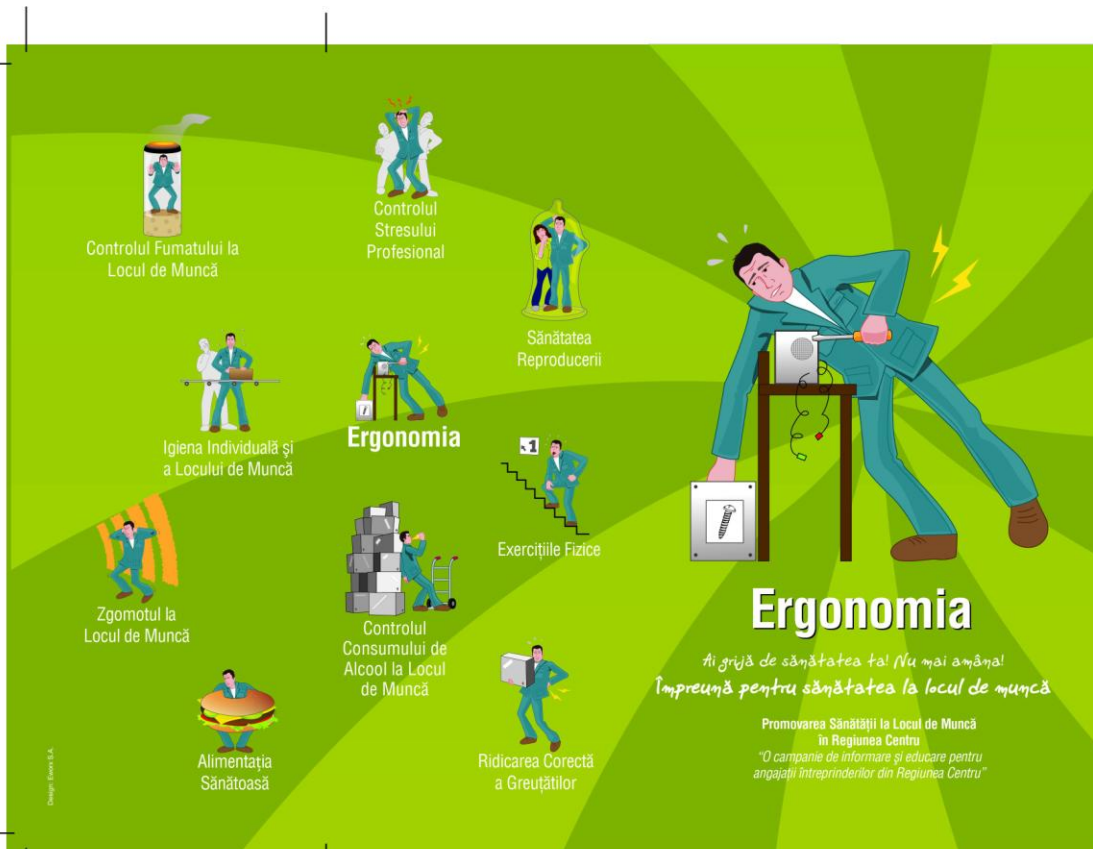 Controlul Fumatului la
Locul de Muncă
Controlul
Stresului
Profesional
Sănătatea
Reproducerii
Igiena Individuală şi
a Locului de Muncă
Ergonomia
x1
Exerciţiile Fizice
Zgomotul la
Locul de Muncă
Controlul
Consumului de
Alcool la Locul
de Muncă
Alimentaţia
Sănătoasă
Ridicarea Corectă
a Greutăţilor
Design: Eworx S.A.
Ergonomia
Ai grijă de sănătatea ta! Nu mai amâna!
Împreună pentru sănătatea la locul de muncă
Promovarea Sănătăţii la Locul de Muncă
în Regiunea Centru
"O campanie de informare şi educare pentru
angajaţii întreprinderilor din Regiunea Centru"